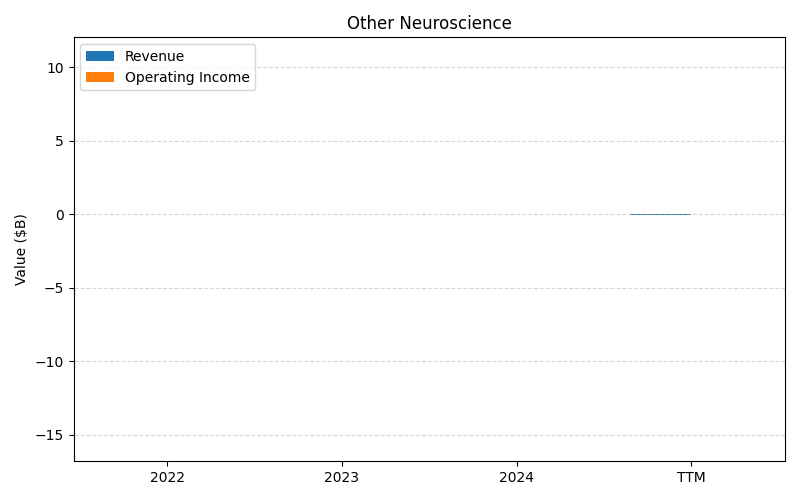 Other Neuroscience
Revenue
Operating Income
Value ($B)
10
5
0
−5
−10
−15
2022 2023 2024 TTM